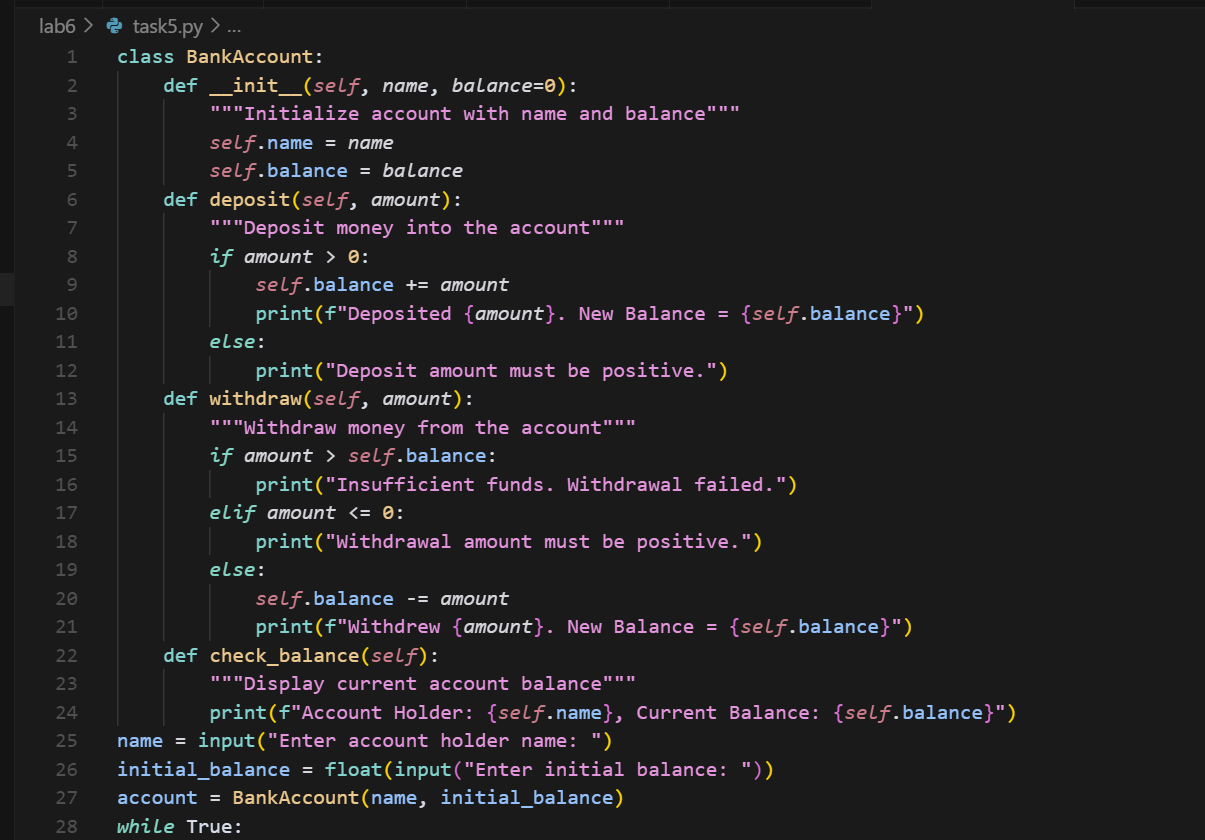 lab6 > task5.py > ...
1 class BankAccount:
2     def __init__(self, name, balance=0):
3         """Initialize account with name and balance"""
4         self.name = name
5         self.balance = balance
6     def deposit(self, amount):
7         """Deposit money into the account"""
8         if amount > 0:
9             self.balance += amount
10             print(f"Deposited {amount}. New Balance = {self.balance}")
11         else:
12             print("Deposit amount must be positive.")
13     def withdraw(self, amount):
14         """Withdraw money from the account"""
15         if amount > self.balance:
16             print("Insufficient funds. Withdrawal failed.")
17         elif amount <= 0:
18             print("Withdrawal amount must be positive.")
19         else:
20             self.balance -= amount
21             print(f"Withdrew {amount}. New Balance = {self.balance}")
22     def check_balance(self):
23         """Display current account balance"""
24         print(f"Account Holder: {self.name}, Current Balance: {self.balance}")
25 name = input("Enter account holder name: ")
26 initial_balance = float(input("Enter initial balance: "))
27 account = BankAccount(name, initial_balance)
28 while True: